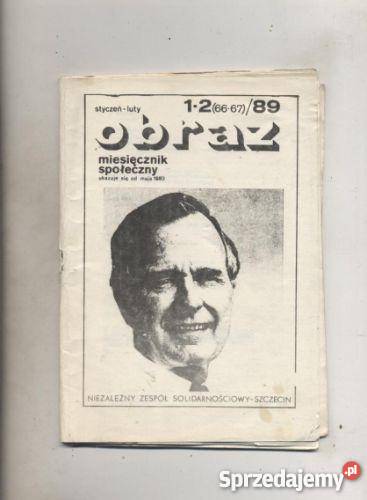 styczeń-luty 1-2(66-67)/89
obraz
miesięcznik
społeczny
ukazuje się od maja 1983
NIEZALEŻNY ZESPÓŁ SOLIDARNOŚCIOWY-SZCZECIN
Sprzedajemy.pl